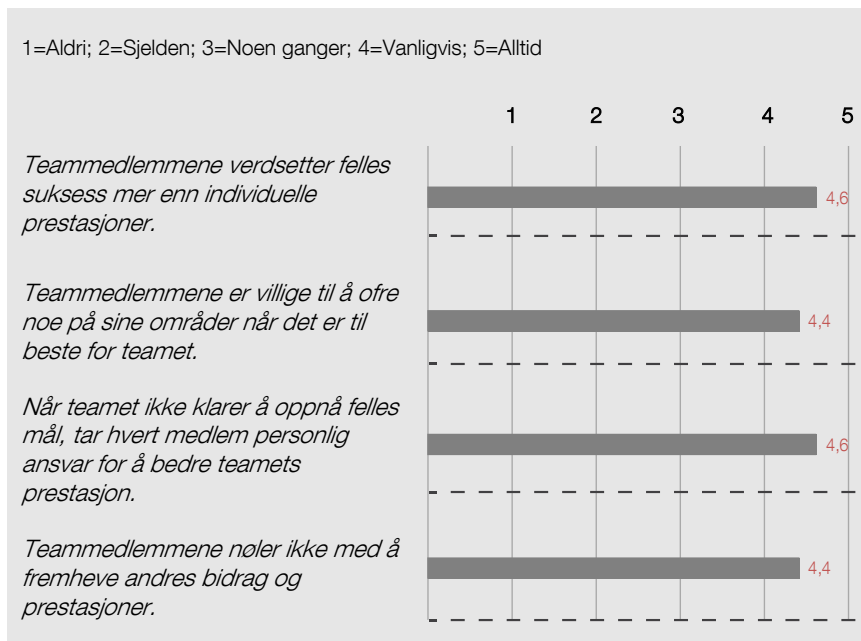 1=Aldri; 2=Sjelden; 3=Noen ganger; 4=Vanligvis; 5=Alltid
1 2 3 4 5
Teammedlemmene verdsetter felles
suksess mer enn individuelle
prestasjoner.
4,6
Teammedlemmene er villige til å ofre
noe på sine områder når det er til
beste for teamet.
4,4
Når teamet ikke klarer å oppnå felles
mål, tar hvert medlem personlig
ansvar for å bedre teamets
prestasjon.
4,6
Teammedlemmene nøler ikke med å
fremheve andres bidrag og
prestasjoner.
4,4